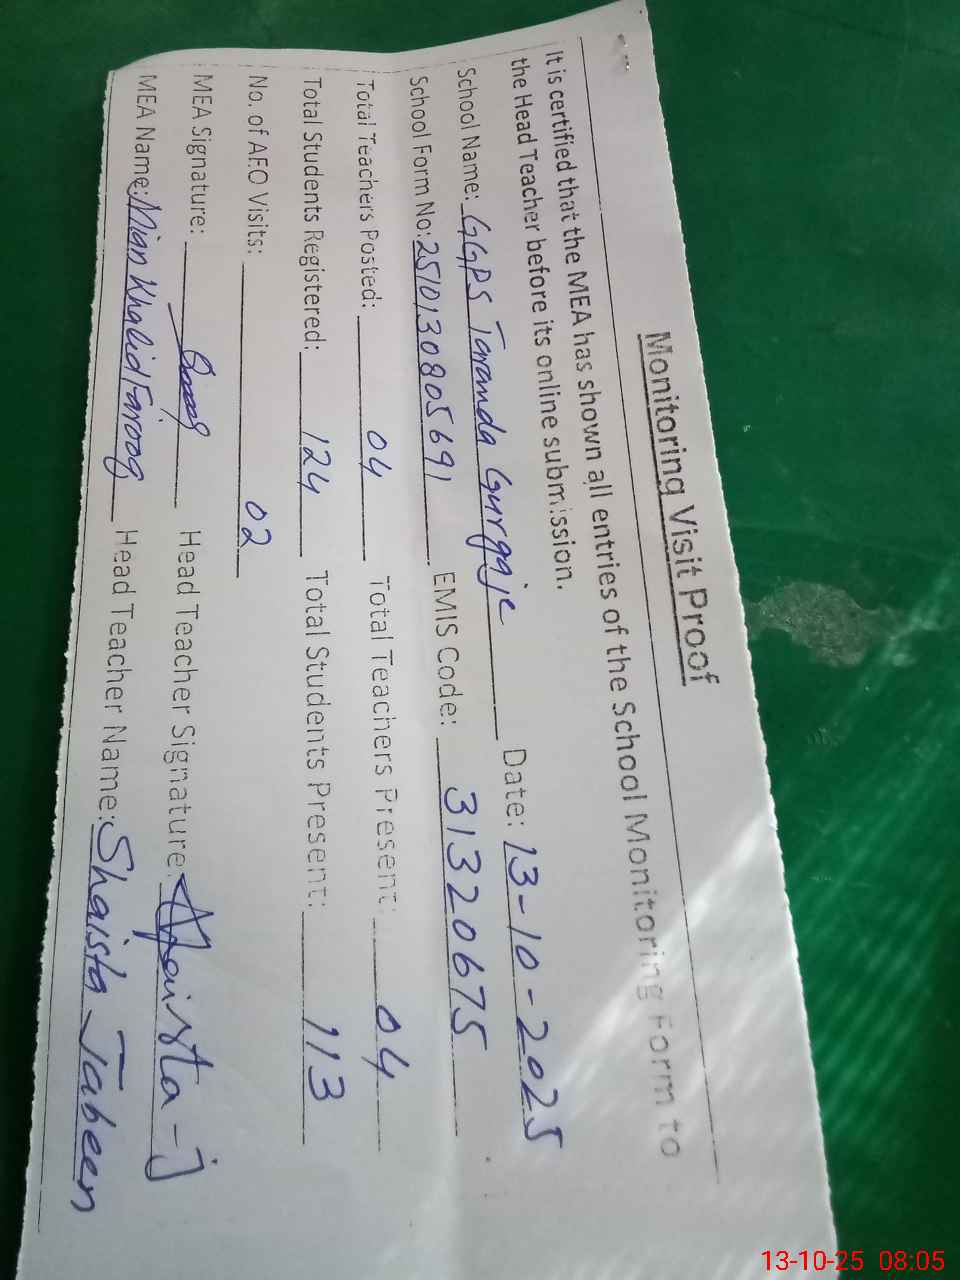 Monitoring Visit Proof
It is certified that the MEA has shown all entries of the School Monitoring Form to
the Head Teacher before its online submission.
School Name: GGPS Taranda Gurgaje Date: 13-10-2025
School Form No: 2510130805691 EMIS Code: 31320675
Total Teachers Posted: 04 Total Teachers Present: 04
Total Students Registered: 124 Total Students Present: 113
No. of AEO Visits: 02
MEA Signature: Head Teacher Signature: Shaista-J
MEA Name: Mian Khalid Farooq Head Teacher Name: Shaista Jabeen
13-10-25 08:05